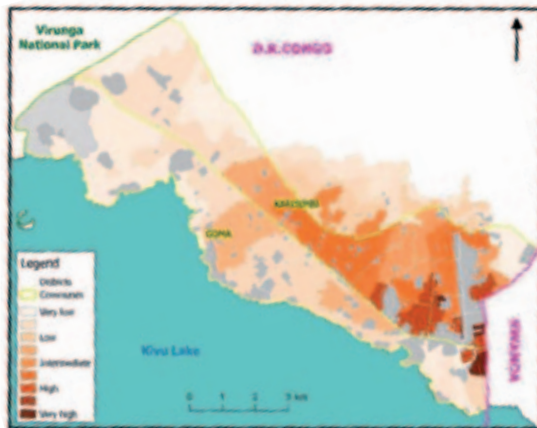 Virunga
National Park
D.R.CONGO
KARISIMBI
GOMA
Legend
Districts
Communes
Very low
Low
Intermediate
High
Very high
Kivu Lake
0 1 2 3 km
RWANDA